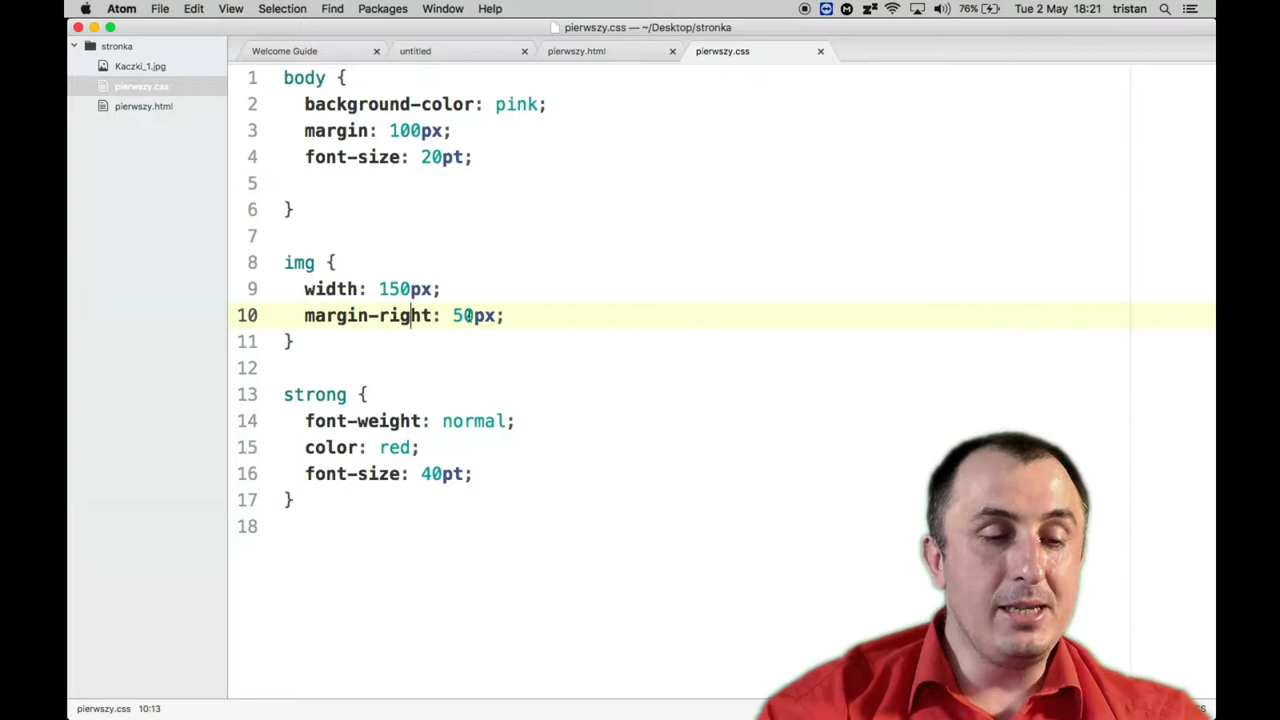 Atom File Edit View Selection Find Packages Window Help 76% Tue 2 May 18:21 tristan
pierwszy.css — ~/Desktop/stronka
stronka
Kaczki_1.jpg
pierwszy.css
pierwszy.html
Welcome Guide untitled pierwszy.html pierwszy.css
1 body {
2 background-color: pink;
3 margin: 100px;
4 font-size: 20pt;
5
6 }
7
8 img {
9 width: 150px;
10 margin-right: 50px;
11 }
12
13 strong {
14 font-weight: normal;
15 color: red;
16 font-size: 40pt;
17 }
18
pierwszy.css 10:13